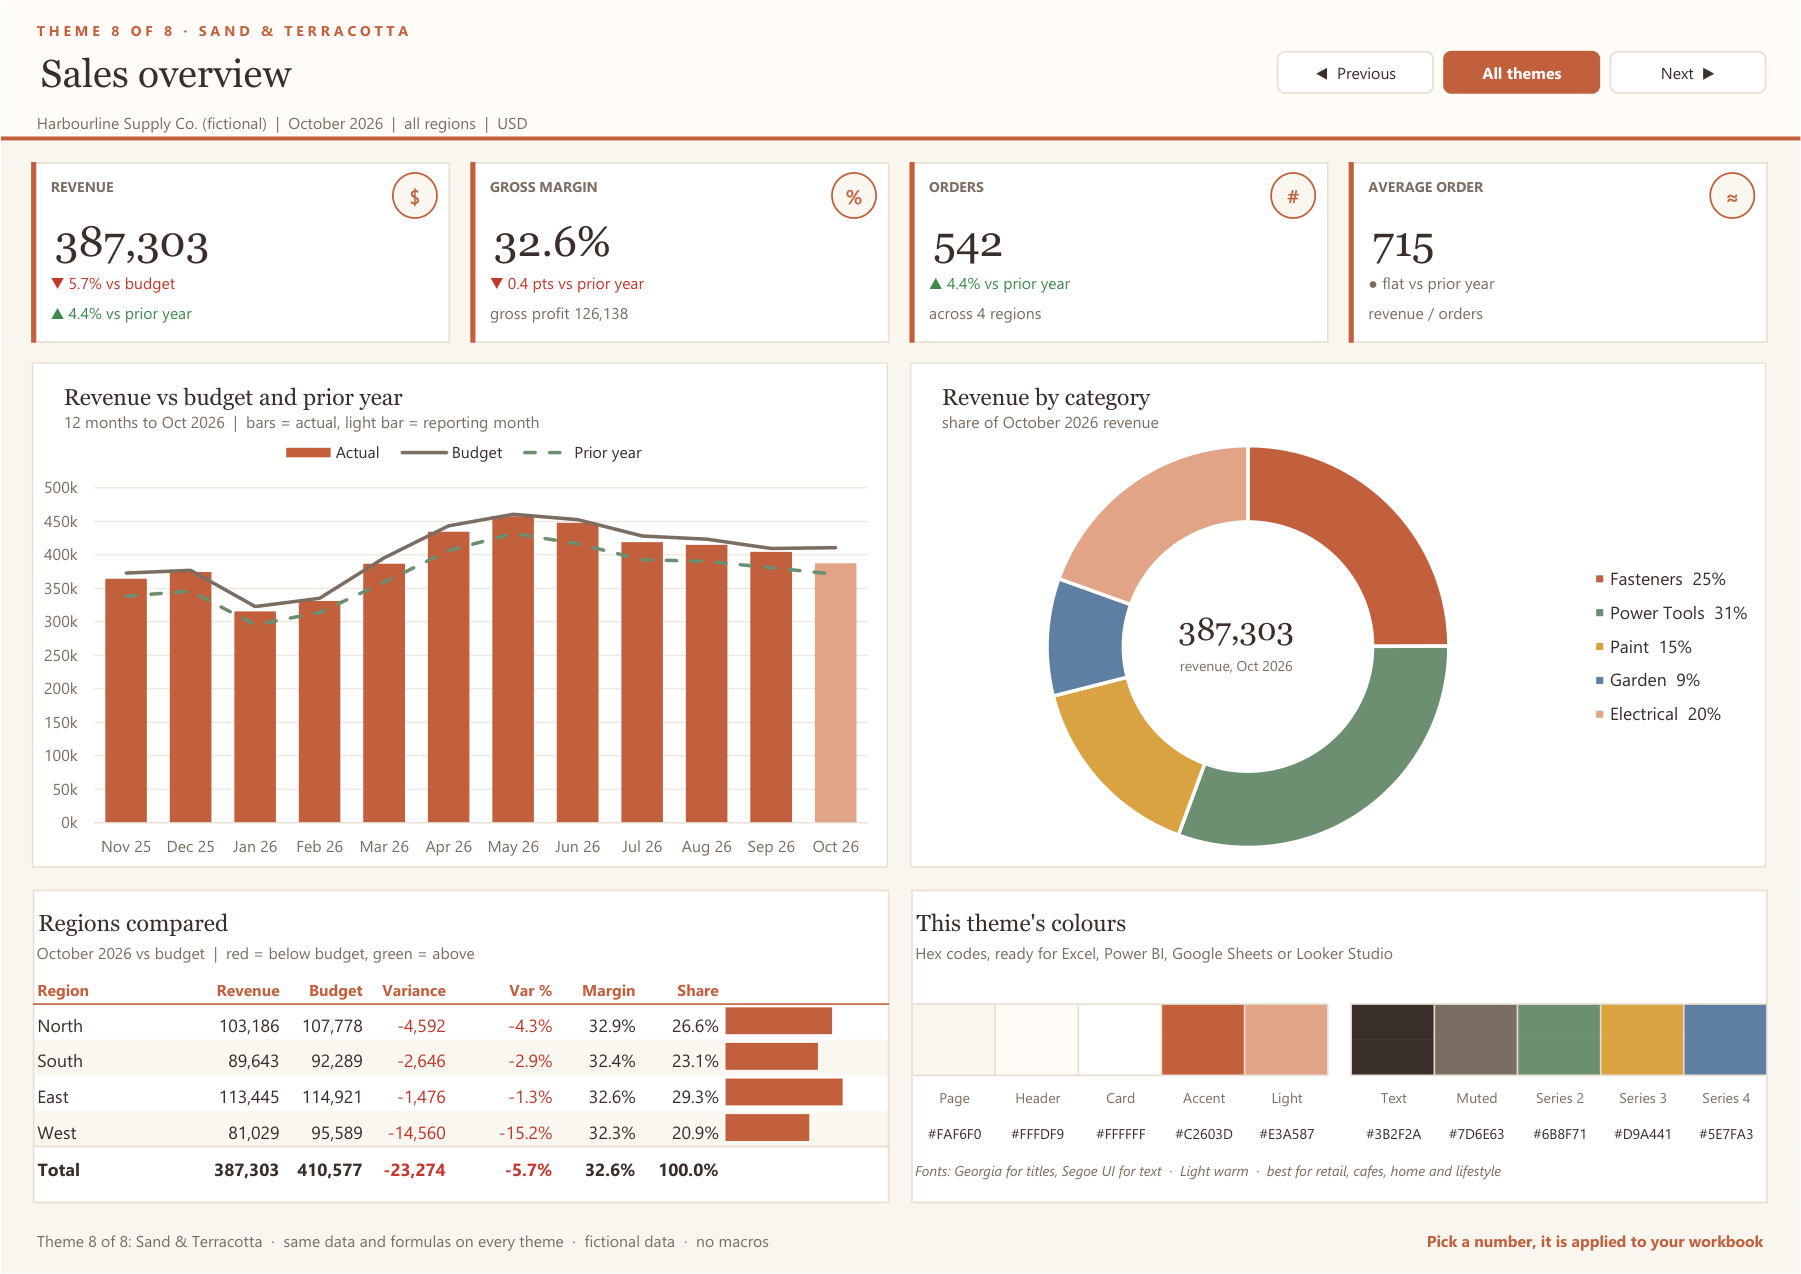 THEME 8 OF 8 · SAND & TERRACOTTA
Sales overview
◀ Previous
All themes
Next ▶
Harbourline Supply Co. (fictional) | October 2026 | all regions | USD
REVENUE
$
387,303
▼ 5.7% vs budget
▲ 4.4% vs prior year
GROSS MARGIN
%
32.6%
▼ 0.4 pts vs prior year
gross profit 126,138
ORDERS
#
542
▲ 4.4% vs prior year
across 4 regions
AVERAGE ORDER
≈
715
● flat vs prior year
revenue / orders
Revenue vs budget and prior year
12 months to Oct 2026 | bars = actual, light bar = reporting month
Actual Budget Prior year
500k
450k
400k
350k
300k
250k
200k
150k
100k
50k
0k
Nov 25 Dec 25 Jan 26 Feb 26 Mar 26 Apr 26 May 26 Jun 26 Jul 26 Aug 26 Sep 26 Oct 26
Revenue by category
share of October 2026 revenue
387,303
revenue, Oct 2026
Fasteners 25%
Power Tools 31%
Paint 15%
Garden 9%
Electrical 20%
Regions compared
October 2026 vs budget | red = below budget, green = above
Region Revenue Budget Variance Var % Margin Share
North 103,186 107,778 -4,592 -4.3% 32.9% 26.6%
South 89,643 92,289 -2,646 -2.9% 32.4% 23.1%
East 113,445 114,921 -1,476 -1.3% 32.6% 29.3%
West 81,029 95,589 -14,560 -15.2% 32.3% 20.9%
Total 387,303 410,577 -23,274 -5.7% 32.6% 100.0%
This theme's colours
Hex codes, ready for Excel, Power BI, Google Sheets or Looker Studio
Page Header Card Accent Light Text Muted Series 2 Series 3 Series 4
#FAF6F0 #FFFDF9 #FFFFFF #C2603D #E3A587 #3B2F2A #7D6E63 #6B8F71 #D9A441 #5E7FA3
Fonts: Georgia for titles, Segoe UI for text · Light warm · best for retail, cafes, home and lifestyle
Theme 8 of 8: Sand & Terracotta · same data and formulas on every theme · fictional data · no macros
Pick a number, it is applied to your workbook